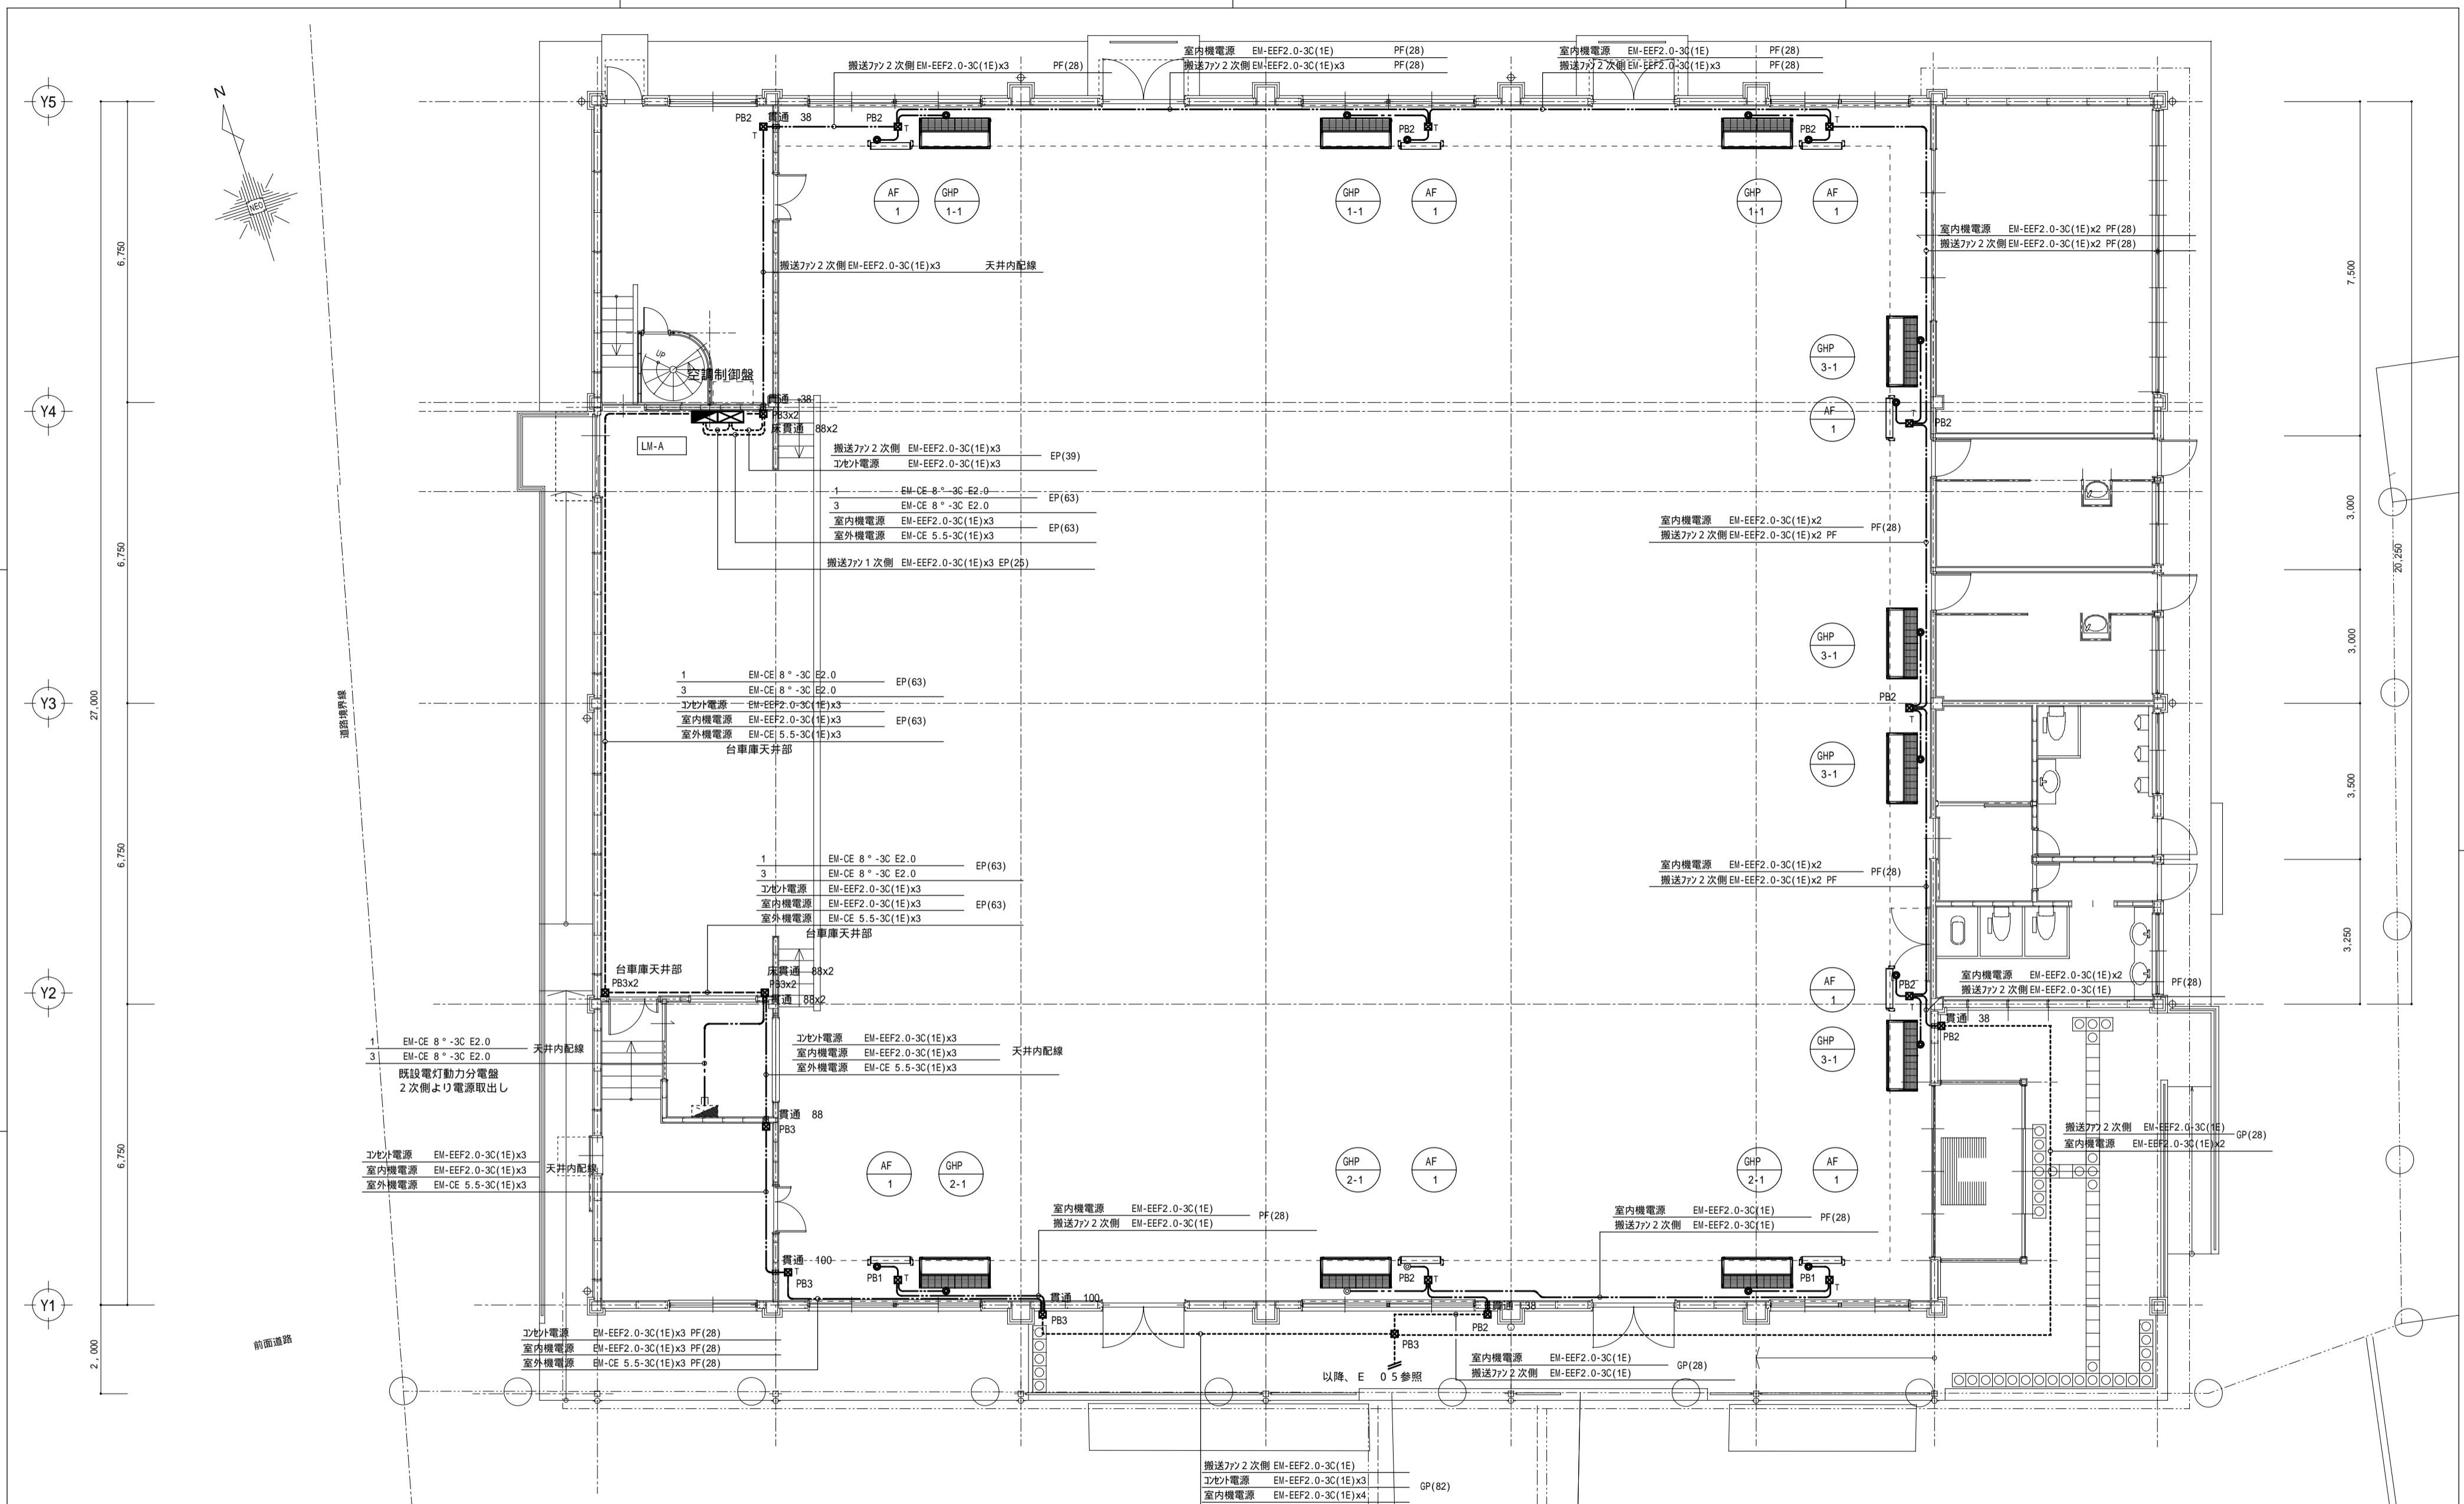 室内機電源 EM-EEF2.0-3C(1E) PF(28)
搬送ファン2次側 EM-EEF2.0-3C(1E)x3 PF(28)
搬送ファン2次側 EM-EEF2.0-3C(1E)x3 PF(28)
室内機電源 EM-EEF2.0-3C(1E) PF(28)
搬送ファン2次側 EM-EEF2.0-3C(1E)x3 PF(28)
Y5
N
NEO
PB2
T
貫通 38
PB2
T
PB2
T
PB2
T
AF
1
GHP
1-1
GHP
1-1
AF
1
GHP
1-1
AF
1
6,750
室内機電源 EM-EEF2.0-3C(1E)x2 PF(28)
搬送ファン2次側 EM-EEF2.0-3C(1E)x2 PF(28)
7,500
搬送ファン2次側 EM-EEF2.0-3C(1E)x3 天井内配線
UP
空調制御盤
GHP
3-1
Y4
貫通 38
PB3x2
床貫通 88x2
LM-A
AF
1
T
PB2
搬送ファン2次側 EM-EEF2.0-3C(1E)x3
コンセント電源 EM-EEF2.0-3C(1E)x3
EP(39)
1 EM-CE 8°-3C E2.0
3 EM-CE 8°-3C E2.0
EP(63)
室内機電源 EM-EEF2.0-3C(1E)x3
室外機電源 EM-CE 5.5-3C(1E)x3
EP(63)
搬送ファン1次側 EM-EEF2.0-3C(1E)x3 EP(25)
室内機電源 EM-EEF2.0-3C(1E)x2
搬送ファン2次側 EM-EEF2.0-3C(1E)x2 PF
PF(28)
6,750
3,000
20,250
GHP
3-1
3,000
1 EM-CE 8°-3C E2.0
3 EM-CE 8°-3C E2.0
EP(63)
コンセント電源 EM-EEF2.0-3C(1E)x3
室内機電源 EM-EEF2.0-3C(1E)x3
室外機電源 EM-CE 5.5-3C(1E)x3
EP(63)
台車庫天井部
Y3
27,000
道路境界線
PB2
T
GHP
3-1
3,500
6,750
1 EM-CE 8°-3C E2.0
3 EM-CE 8°-3C E2.0
EP(63)
コンセント電源 EM-EEF2.0-3C(1E)x3
室内機電源 EM-EEF2.0-3C(1E)x3
室外機電源 EM-CE 5.5-3C(1E)x3
EP(63)
台車庫天井部
室内機電源 EM-EEF2.0-3C(1E)x2
搬送ファン2次側 EM-EEF2.0-3C(1E)x2 PF
PF(28)
3,250
台車庫天井部
PB3x2
床貫通 88x2
PB3x2
貫通 88x2
Y2
AF
1
PB2
T
室内機電源 EM-EEF2.0-3C(1E)x2
搬送ファン2次側 EM-EEF2.0-3C(1E)
PF(28)
貫通 38
PB2
1 EM-CE 8°-3C E2.0
3 EM-CE 8°-3C E2.0
天井内配線
既設電灯動力分電盤
2次側より電源取出し
コンセント電源 EM-EEF2.0-3C(1E)x3
室内機電源 EM-EEF2.0-3C(1E)x3
室外機電源 EM-CE 5.5-3C(1E)x3
天井内配線
GHP
3-1
貫通 88
PB3
6,750
コンセント電源 EM-EEF2.0-3C(1E)x3
室内機電源 EM-EEF2.0-3C(1E)x3
室外機電源 EM-CE 5.5-3C(1E)x3
天井内配線
AF
1
GHP
2-1
GHP
2-1
AF
1
GHP
2-1
AF
1
搬送ファン2次側 EM-EEF2.0-3C(1E)
室内機電源 EM-EEF2.0-3C(1E)x2
GP(28)
室内機電源 EM-EEF2.0-3C(1E)
搬送ファン2次側 EM-EEF2.0-3C(1E)
PF(28)
室内機電源 EM-EEF2.0-3C(1E)
搬送ファン2次側 EM-EEF2.0-3C(1E)
PF(28)
貫通 100
T
PB3
PB1
T
PB2
T
PB1
T
Y1
貫通 100
PB3
貫通 38
PB2
PB3
前面道路
2,000
コンセント電源 EM-EEF2.0-3C(1E)x3 PF(28)
室内機電源 EM-EEF2.0-3C(1E)x3 PF(28)
室外機電源 EM-CE 5.5-3C(1E)x3 PF(28)
以降、E 05参照
室内機電源 EM-EEF2.0-3C(1E)
搬送ファン2次側 EM-EEF2.0-3C(1E)
GP(28)
搬送ファン2次側 EM-EEF2.0-3C(1E)
コンセント電源 EM-EEF2.0-3C(1E)x3
室内機電源 EM-EEF2.0-3C(1E)x4
GP(82)